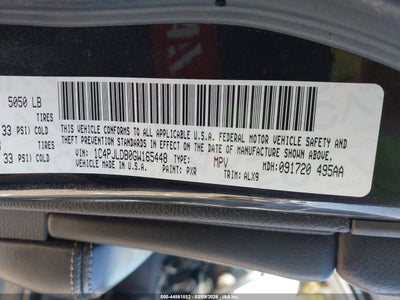 5050 LB
TIRES
33 PSI) COLD
TIRES
33 PSI) COLD
THIS VEHICLE CONFORMS TO ALL APPLICABLE U.S.A. FEDERAL MOTOR VEHICLE SAFETY AND
THEFT PREVENTION STANDARDS IN EFFECT ON THE DATE OF MANUFACTURE SHOWN ABOVE.
VIN: 1C4PJLDB0GW165448 MPV MDH: 091720 495AA
VEHICLE MADE IN U.S.A. PAINT: PXR TRIM: ALX9
000-44561052 - 03/09/2026 - IAA Inc. © Copyright